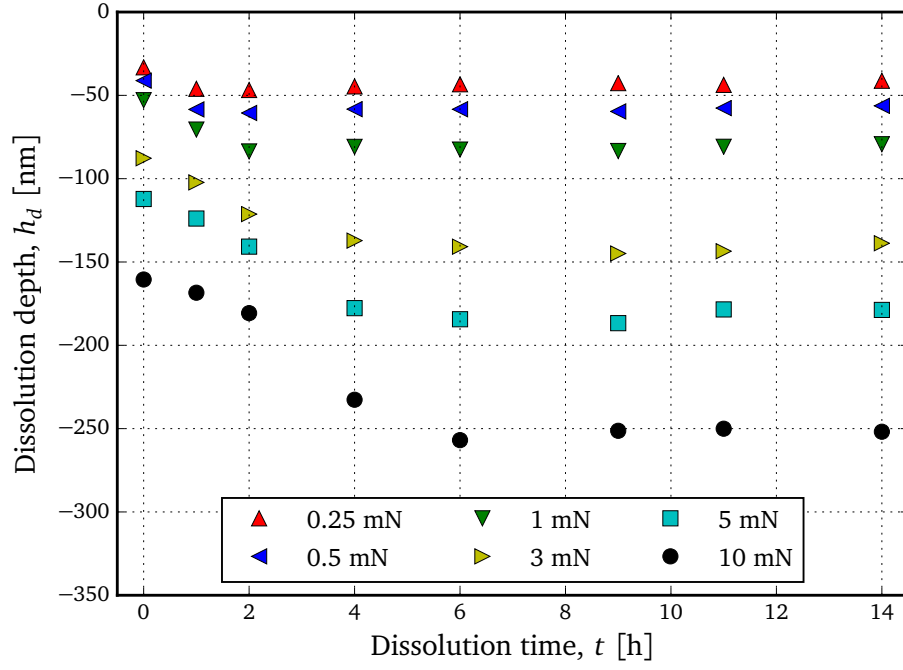 0
−50
−100
−150
−200
−250
−300
−350
Dissolution depth, h_d [nm]
0.25 mN 1 mN 5 mN
0.5 mN 3 mN 10 mN
0 2 4 6 8 10 12 14
Dissolution time, t [h]